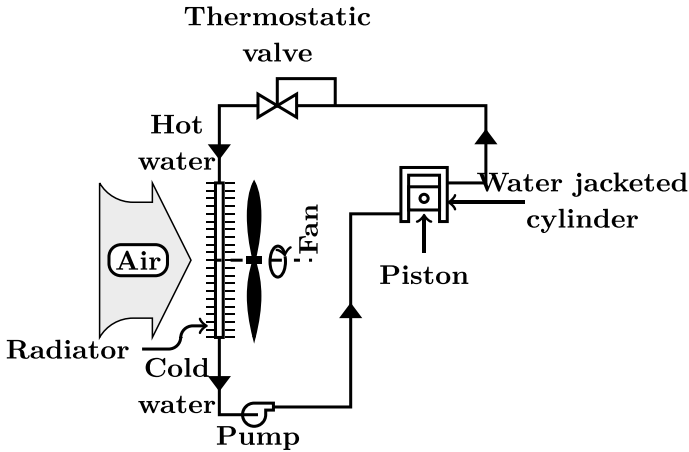 Thermostatic
valve
Hot
water
Water jacketed
cylinder
Fan
Air
Piston
Radiator
Cold
water
Pump